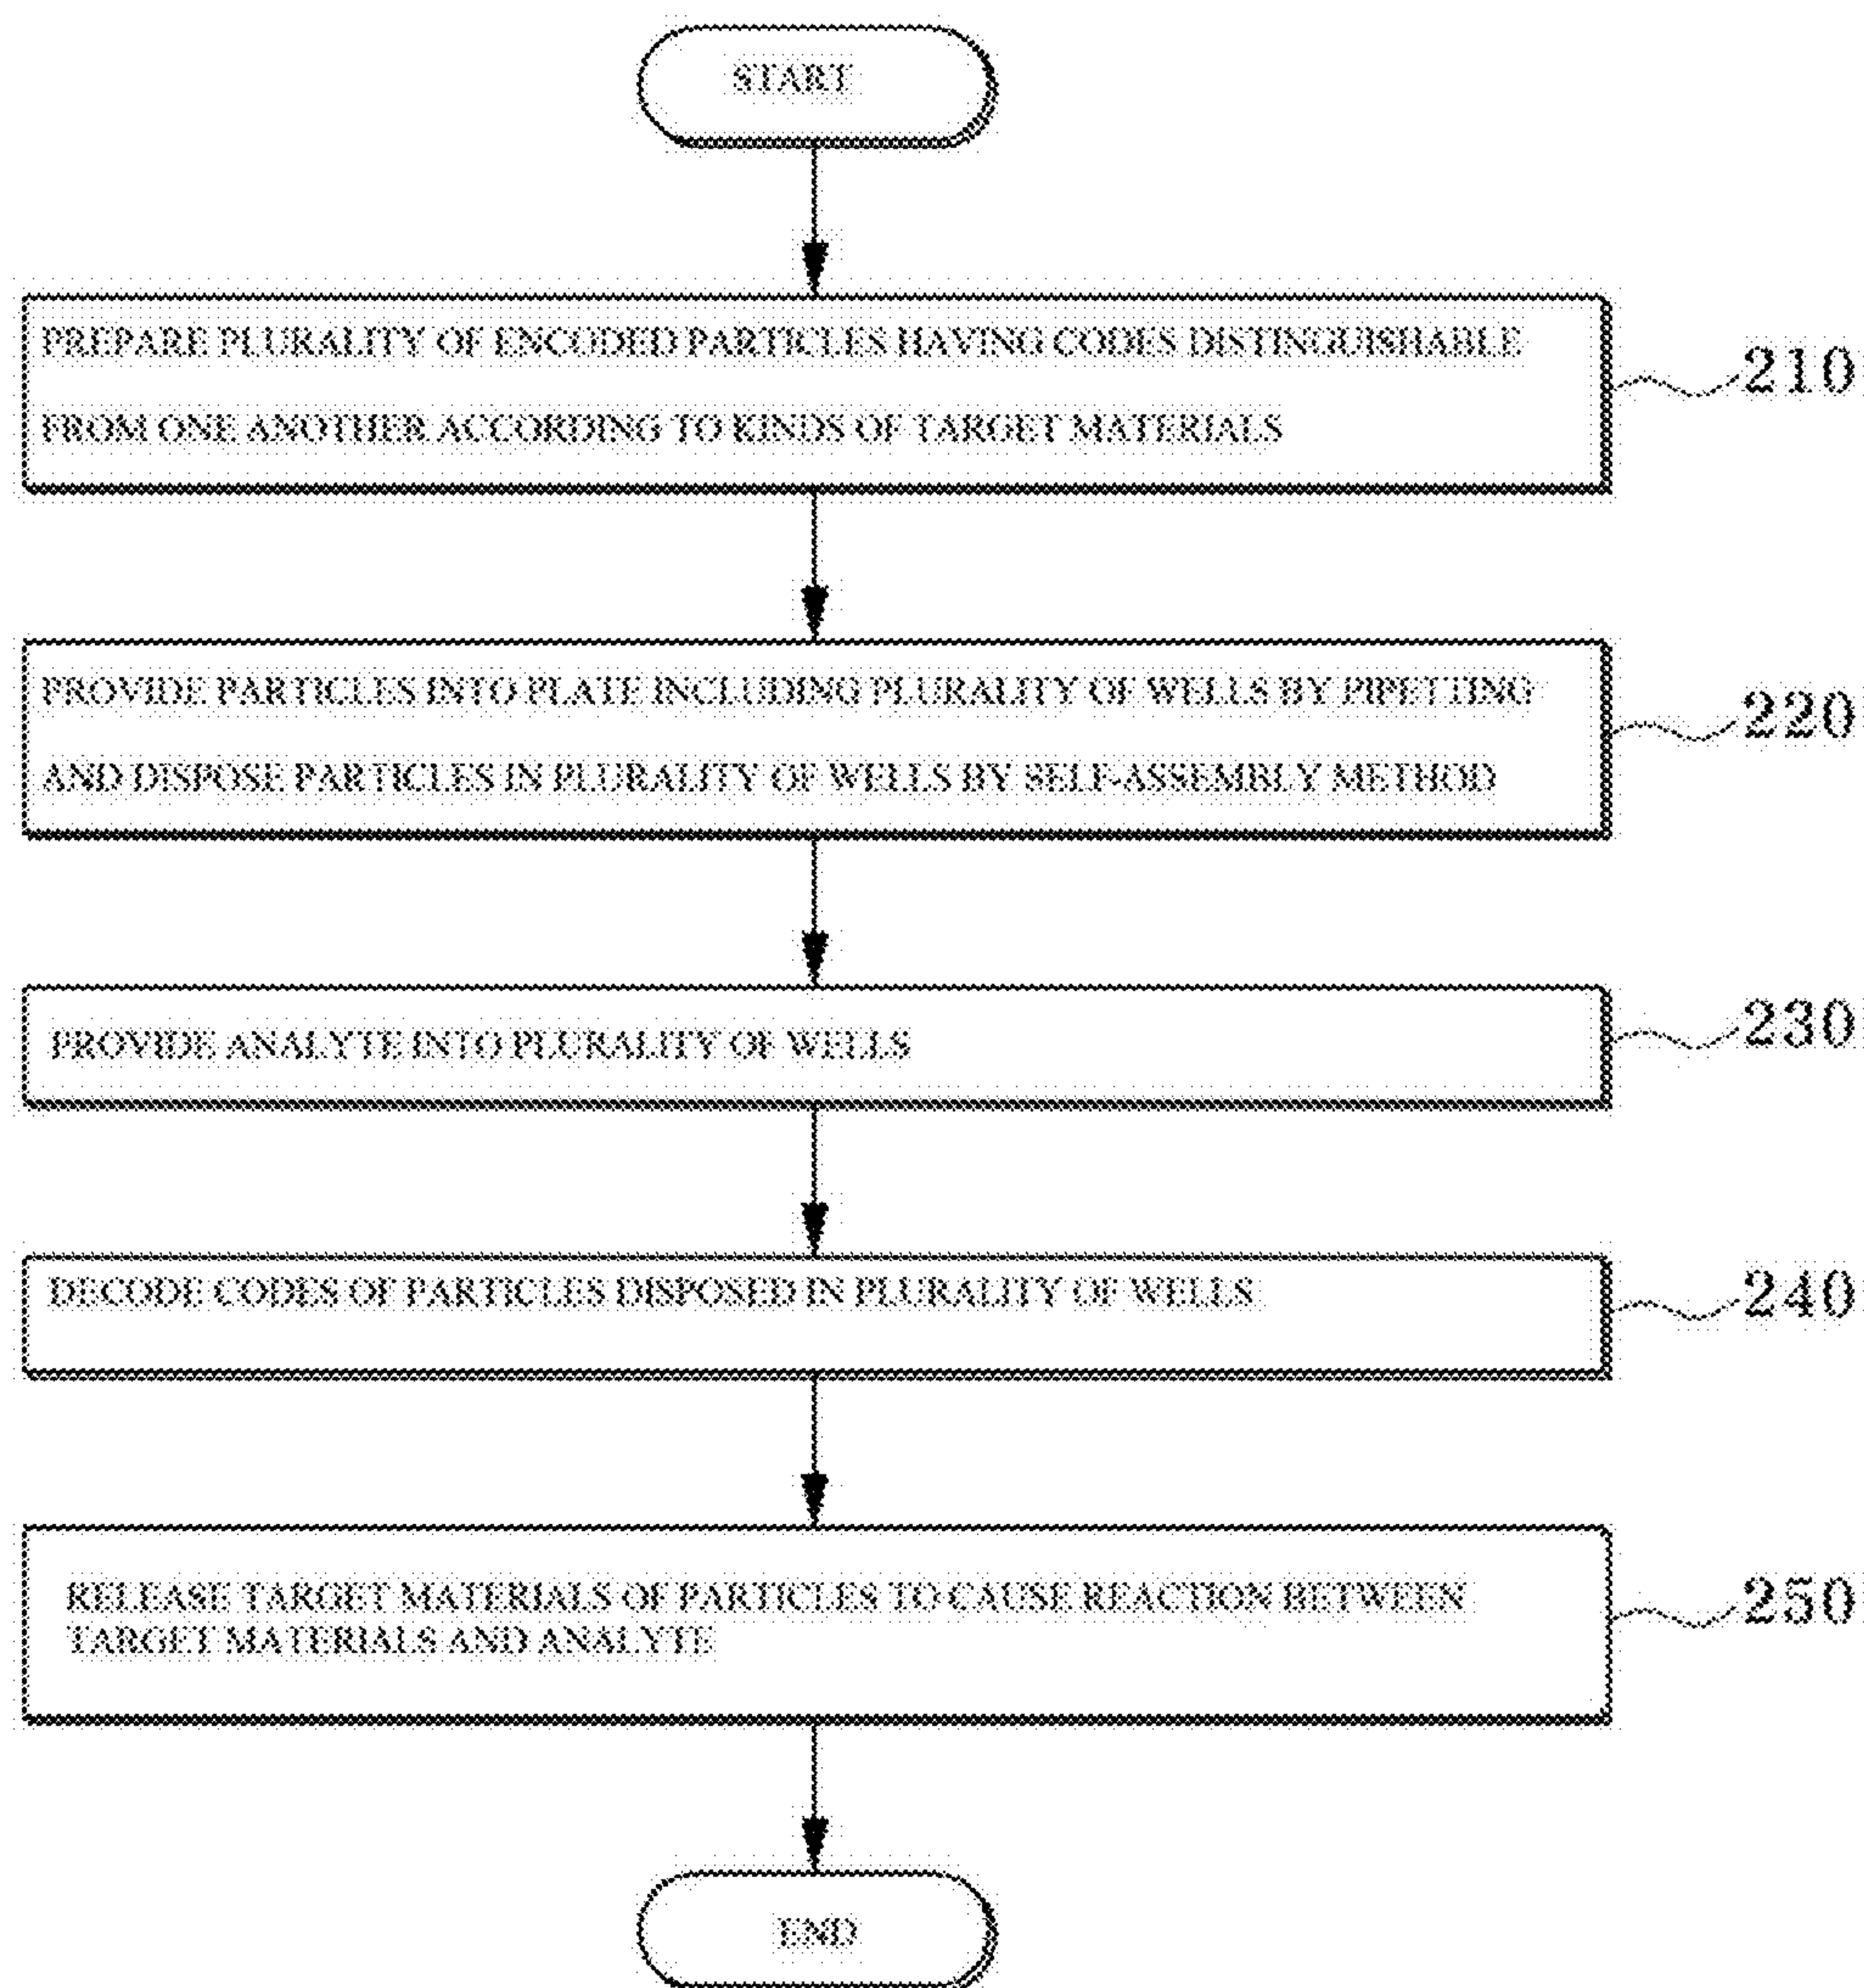 START
PREPARE PLURALITY OF ENCODED PARTICLES HAVING CODES DISTINGUISHABLE
FROM ONE ANOTHER ACCORDING TO KINDS OF TARGET MATERIALS
210
PROVIDE PARTICLES INTO PLATE INCLUDING PLURALITY OF WELLS BY PIPETTING
AND DISPOSE PARTICLES IN PLURALITY OF WELLS BY SELF-ASSEMBLY METHOD
220
PROVIDE ANALYTE INTO PLURALITY OF WELLS
230
DECODE CODES OF PARTICLES DISPOSED IN PLURALITY OF WELLS
240
RELEASE TARGET MATERIALS OF PARTICLES TO CAUSE REACTION BETWEEN
TARGET MATERIALS AND ANALYTE
250
END